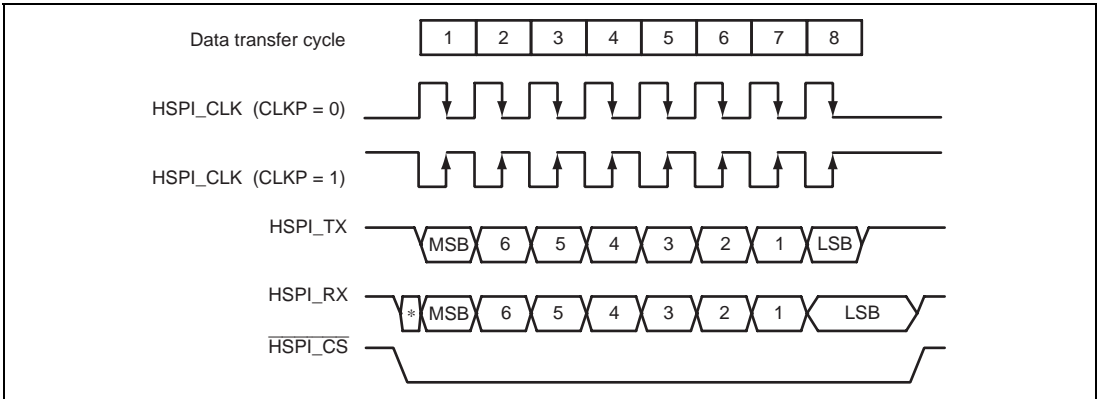 Data transfer cycle 1 2 3 4 5 6 7 8
HSPI_CLK (CLKP = 0)
HSPI_CLK (CLKP = 1)
HSPI_TX
MSB 6 5 4 3 2 1 LSB
HSPI_RX
* MSB 6 5 4 3 2 1 LSB
HSPI_CS